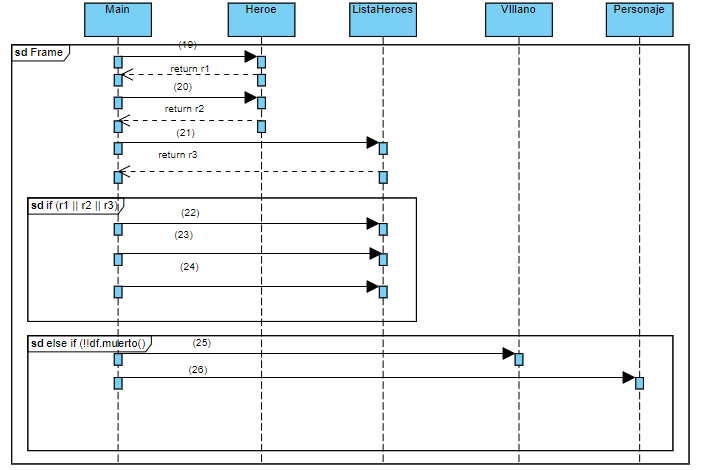 Main
Heroe
ListaHeroes
VIllano
Personaje
sd Frame
(19)
return r1
(20)
return r2
(21)
return r3
sd if (r1 || r2 || r3)
(22)
(23)
(24)
sd else if (!!df.muerto()
(25)
(26)